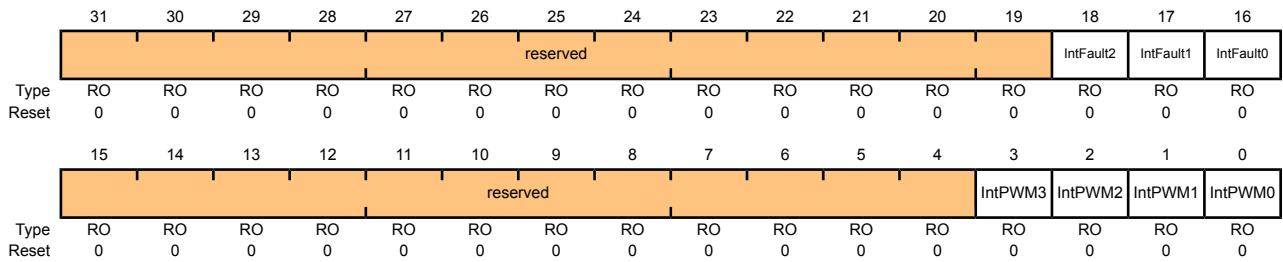 31 30 29 28 27 26 25 24 23 22 21 20 19 18 17 16
reserved IntFault2 IntFault1 IntFault0
Type RO RO RO RO RO RO RO RO RO RO RO RO RO RO RO RO
Reset 0 0 0 0 0 0 0 0 0 0 0 0 0 0 0 0
15 14 13 12 11 10 9 8 7 6 5 4 3 2 1 0
reserved IntPWM3 IntPWM2 IntPWM1 IntPWM0
Type RO RO RO RO RO RO RO RO RO RO RO RO RO RO RO RO
Reset 0 0 0 0 0 0 0 0 0 0 0 0 0 0 0 0